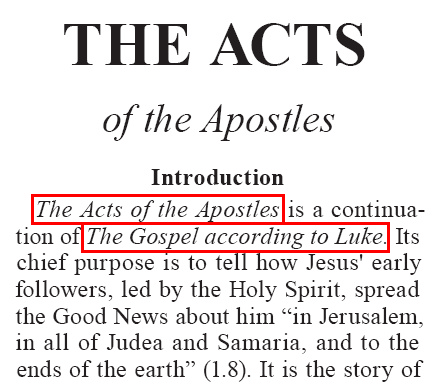 THE ACTS
of the Apostles
Introduction
The Acts of the Apostles is a continua-
tion of The Gospel according to Luke. Its
chief purpose is to tell how Jesus' early
followers, led by the Holy Spirit, spread
the Good News about him “in Jerusalem,
in all of Judea and Samaria, and to the
ends of the earth” (1.8). It is the story of